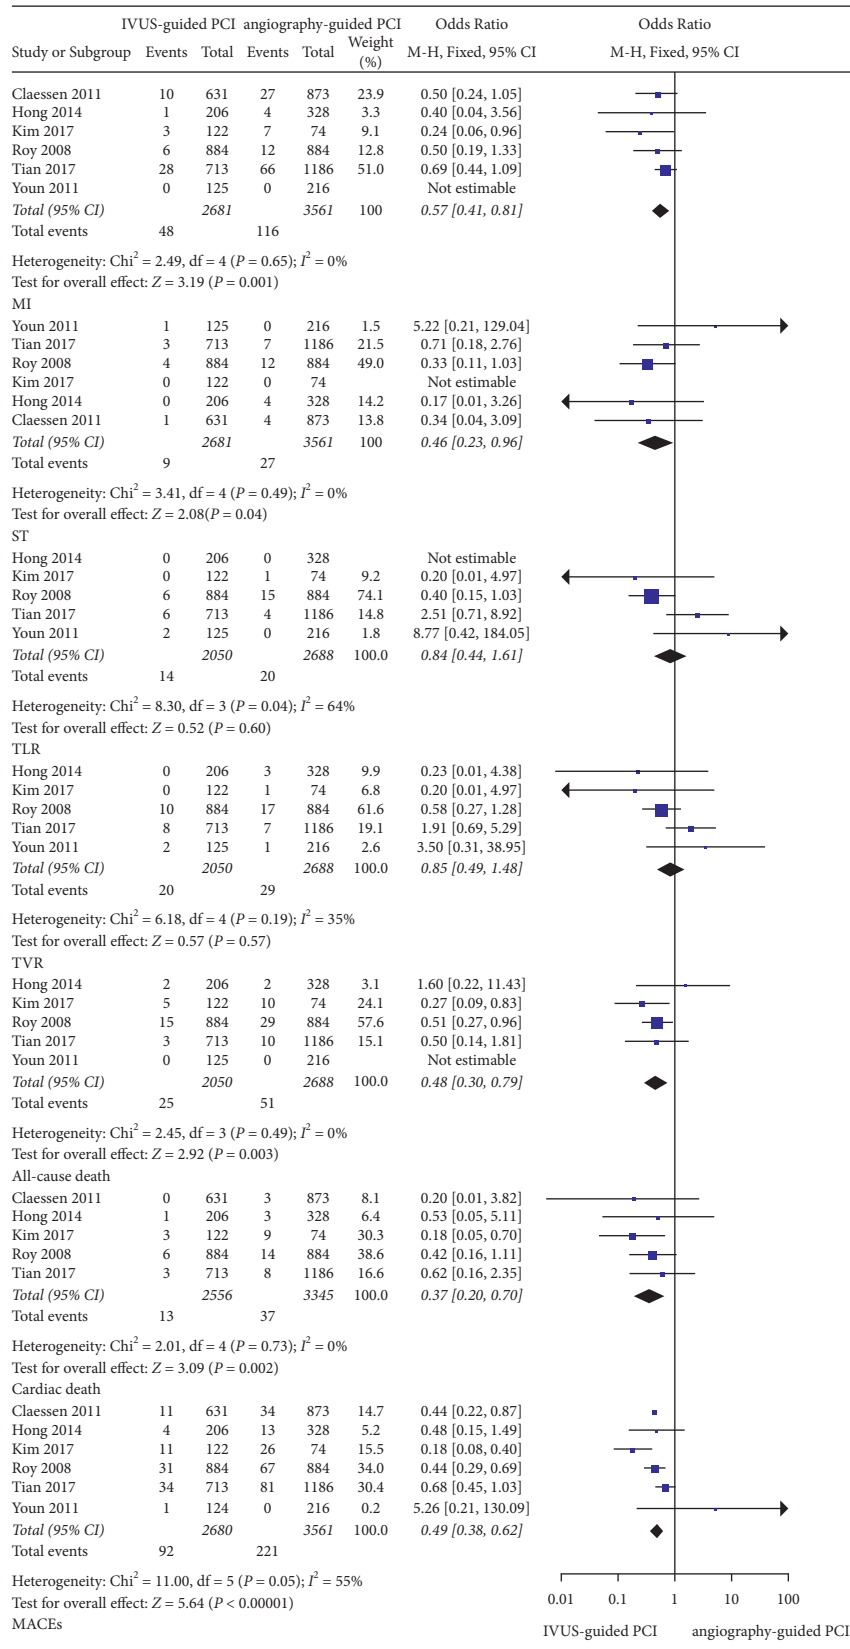 IVUS-guided PCI angiography-guided PCI Odds Ratio Odds Ratio
Study or Subgroup Events Total Events Total Weight (%) M-H, Fixed, 95% CI M-H, Fixed, 95% CI
Claessen 2011 10 631 27 873 23.9 0.50 [0.24, 1.05]
Hong 2014 1 206 4 328 3.3 0.40 [0.04, 3.56]
Kim 2017 3 122 7 74 9.1 0.24 [0.06, 0.96]
Roy 2008 6 884 12 884 12.8 0.50 [0.19, 1.33]
Tian 2017 28 713 66 1186 51.0 0.69 [0.44, 1.09]
Youn 2011 0 125 0 216 Not estimable
Total (95% CI) 2681 3561 100 0.57 [0.41, 0.81]
Total events 48 116
Heterogeneity: Chi² = 2.49, df = 4 (P = 0.65); I² = 0%
Test for overall effect: Z = 3.19 (P = 0.001)
MI
Youn 2011 1 125 0 216 1.5 5.22 [0.21, 129.04]
Tian 2017 3 713 7 1186 21.5 0.71 [0.18, 2.76]
Roy 2008 4 884 12 884 49.0 0.33 [0.11, 1.03]
Kim 2017 0 122 0 74 Not estimable
Hong 2014 0 206 4 328 14.2 0.17 [0.01, 3.26]
Claessen 2011 1 631 4 873 13.8 0.34 [0.04, 3.09]
Total (95% CI) 2681 3561 100 0.46 [0.23, 0.96]
Total events 9 27
Heterogeneity: Chi² = 3.41, df = 4 (P = 0.49); I² = 0%
Test for overall effect: Z = 2.08(P = 0.04)
ST
Hong 2014 0 206 0 328 Not estimable
Kim 2017 0 122 1 74 9.2 0.20 [0.01, 4.97]
Roy 2008 6 884 15 884 74.1 0.40 [0.15, 1.03]
Tian 2017 6 713 4 1186 14.8 2.51 [0.71, 8.92]
Youn 2011 2 125 0 216 1.8 8.77 [0.42, 184.05]
Total (95% CI) 2050 2688 100.0 0.84 [0.44, 1.61]
Total events 14 20
Heterogeneity: Chi² = 8.30, df = 3 (P = 0.04); I² = 64%
Test for overall effect: Z = 0.52 (P = 0.60)
TLR
Hong 2014 0 206 3 328 9.9 0.23 [0.01, 4.38]
Kim 2017 0 122 1 74 6.8 0.20 [0.01, 4.97]
Roy 2008 10 884 17 884 61.6 0.58 [0.27, 1.28]
Tian 2017 8 713 7 1186 19.1 1.91 [0.69, 5.29]
Youn 2011 2 125 1 216 2.6 3.50 [0.31, 38.95]
Total (95% CI) 2050 2688 100.0 0.85 [0.49, 1.48]
Total events 20 29
Heterogeneity: Chi² = 6.18, df = 4 (P = 0.19); I² = 35%
Test for overall effect: Z = 0.57 (P = 0.57)
TVR
Hong 2014 2 206 2 328 3.1 1.60 [0.22, 11.43]
Kim 2017 5 122 10 74 24.1 0.27 [0.09, 0.83]
Roy 2008 15 884 29 884 57.6 0.51 [0.27, 0.96]
Tian 2017 3 713 10 1186 15.1 0.50 [0.14, 1.81]
Youn 2011 0 125 0 216 Not estimable
Total (95% CI) 2050 2688 100.0 0.48 [0.30, 0.79]
Total events 25 51
Heterogeneity: Chi² = 2.45, df = 3 (P = 0.49); I² = 0%
Test for overall effect: Z = 2.92 (P = 0.003)
All-cause death
Claessen 2011 0 631 3 873 8.1 0.20 [0.01, 3.82]
Hong 2014 1 206 3 328 6.4 0.53 [0.05, 5.11]
Kim 2017 3 122 9 74 30.3 0.18 [0.05, 0.70]
Roy 2008 6 884 14 884 38.6 0.42 [0.16, 1.11]
Tian 2017 3 713 8 1186 16.6 0.62 [0.16, 2.35]
Total (95% CI) 2556 3345 100.0 0.37 [0.20, 0.70]
Total events 13 37
Heterogeneity: Chi² = 2.01, df = 4 (P = 0.73); I² = 0%
Test for overall effect: Z = 3.09 (P = 0.002)
Cardiac death
Claessen 2011 11 631 34 873 14.7 0.44 [0.22, 0.87]
Hong 2014 4 206 13 328 5.2 0.48 [0.15, 1.49]
Kim 2017 11 122 26 74 15.5 0.18 [0.08, 0.40]
Roy 2008 31 884 67 884 34.0 0.44 [0.29, 0.69]
Tian 2017 34 713 81 1186 30.4 0.68 [0.45, 1.03]
Youn 2011 1 124 0 216 0.2 5.26 [0.21, 130.09]
Total (95% CI) 2680 3561 100.0 0.49 [0.38, 0.62]
Total events 92 221
Heterogeneity: Chi² = 11.00, df = 5 (P = 0.05); I² = 55%
Test for overall effect: Z = 5.64 (P < 0.00001)
MACEs
0.01 0.1 1 10 100
IVUS-guided PCI angiography-guided PCI